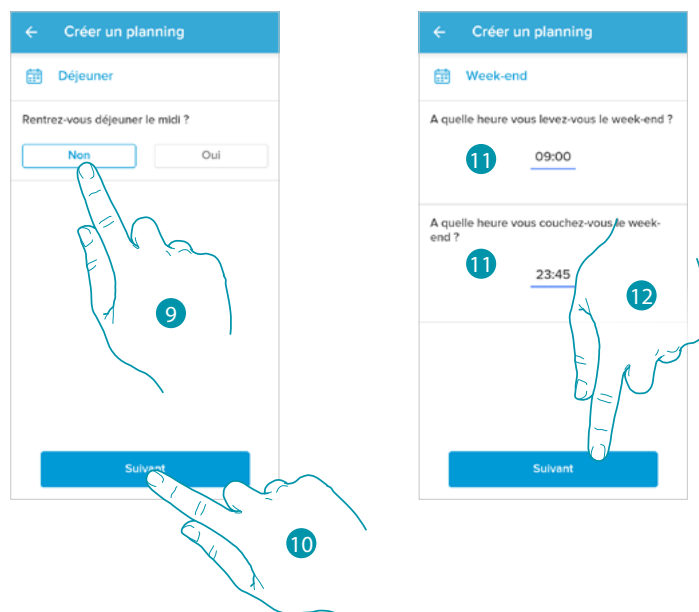 Créer un planning
Déjeuner
Rentrez-vous déjeuner le midi ?
Non
Oui
9
Suivant
10
Créer un planning
Week-end
A quelle heure vous levez-vous le week-end ?
11
09:00
A quelle heure vous couchez-vous le week-
end ?
11
23:45
12
Suivant